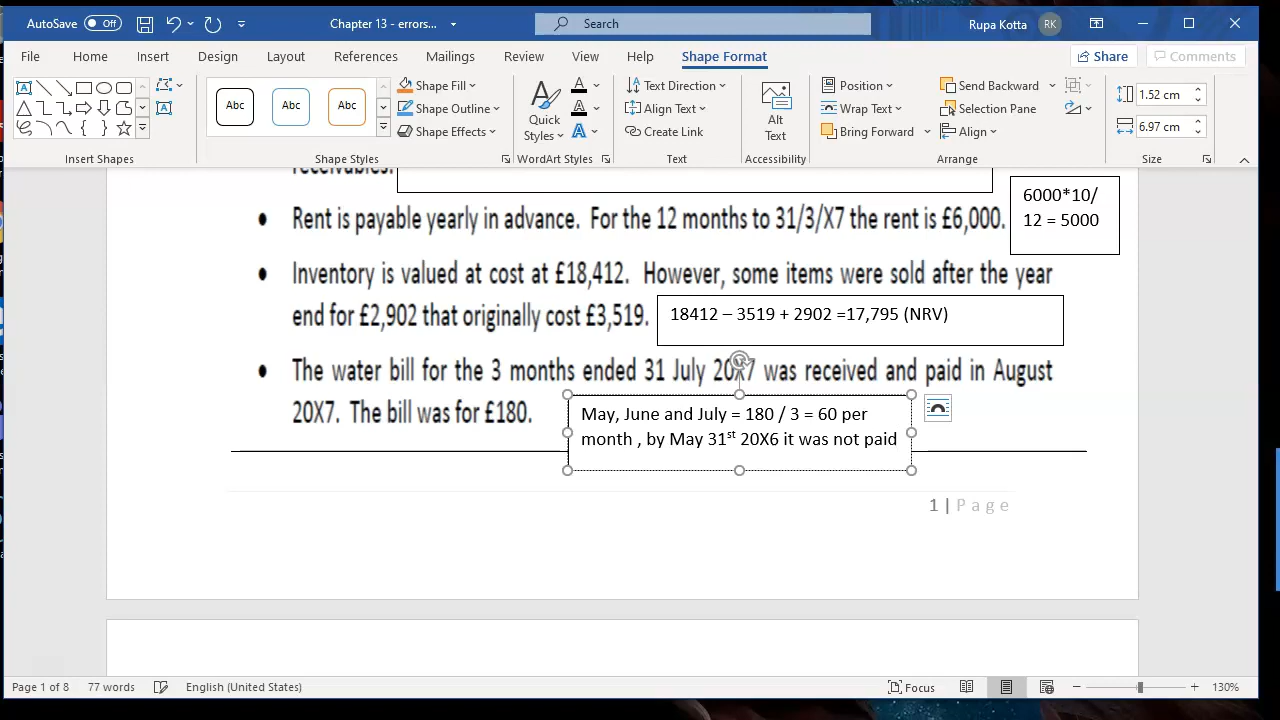 AutoSave Off Chapter 13 - errors... Search Rupa Kotta RK
File Home Insert Design Layout References Mailings Review View Help Shape Format Share Comments
Abc Abc Abc
Shape Fill
Shape Outline
Shape Effects
Quick
Styles
Text Direction
Align Text
Create Link
Alt
Text
Position
Wrap Text
Bring Forward
Send Backward
Selection Pane
Align
1.52 cm
6.97 cm
Insert Shapes Shape Styles WordArt Styles Text Accessibility Arrange Size
receivables.
• Rent is payable yearly in advance. For the 12 months to 31/3/X7 the rent is £6,000.
6000*10/
12 = 5000
• Inventory is valued at cost at £18,412. However, some items were sold after the year
end for £2,902 that originally cost £3,519.
18412 – 3519 + 2902 =17,795 (NRV)
• The water bill for the 3 months ended 31 July 20X7 was received and paid in August
20X7. The bill was for £180.
May, June and July = 180 / 3 = 60 per
month , by May 31st 20X6 it was not paid
1 | Page
Page 1 of 8 77 words English (United States) Focus 130%